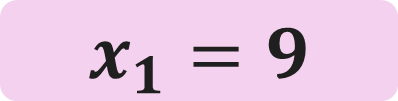 x₁ = 9